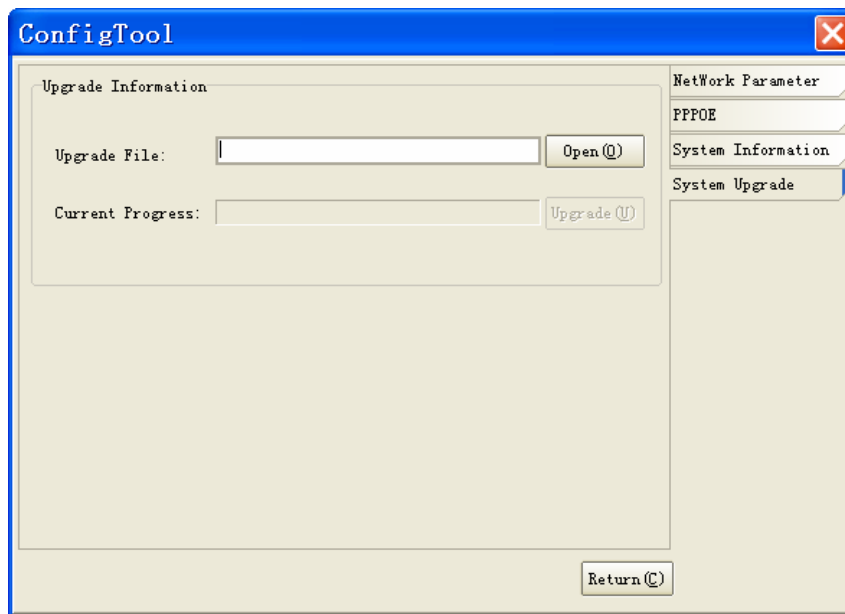 ConfigTool
Upgrade Information
Upgrade File:
Open(O)
Current Progress:
Upgrade(U)
NetWork Parameter
PPPOE
System Information
System Upgrade
Return(C)